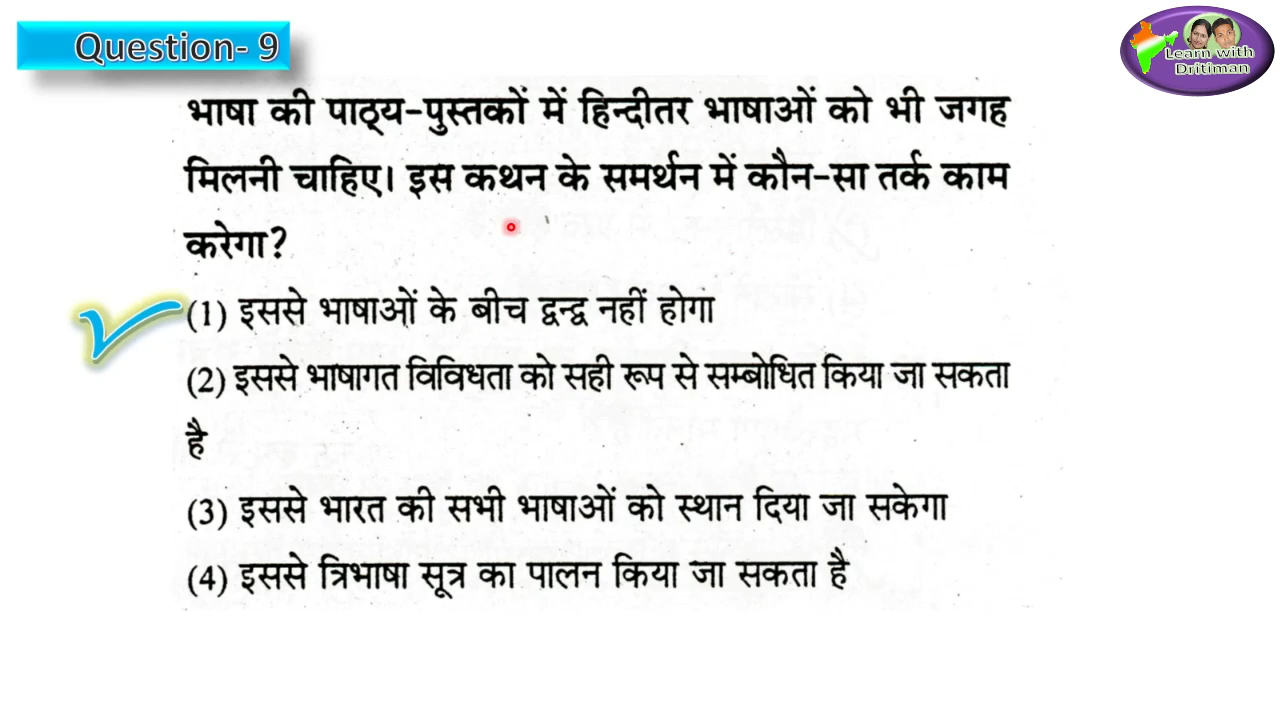 Question- 9
Learn with
Dritiman
भाषा की पाठ्य-पुस्तकों में हिन्दीतर भाषाओं को भी जगह
मिलनी चाहिए। इस कथन के समर्थन में कौन-सा तर्क काम
करेगा?
(1) इससे भाषाओं के बीच द्वन्द्व नहीं होगा
(2) इससे भाषागत विविधता को सही रूप से सम्बोधित किया जा सकता
है
(3) इससे भारत की सभी भाषाओं को स्थान दिया जा सकेगा
(4) इससे त्रिभाषा सूत्र का पालन किया जा सकता है